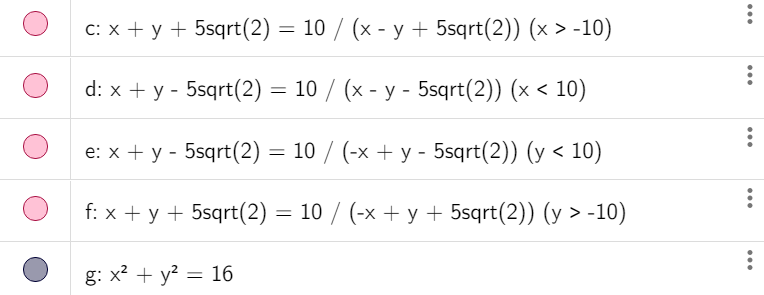 c: x + y + 5sqrt(2) = 10 / (x - y + 5sqrt(2)) (x > -10)
d: x + y - 5sqrt(2) = 10 / (x - y - 5sqrt(2)) (x < 10)
e: x + y - 5sqrt(2) = 10 / (-x + y - 5sqrt(2)) (y < 10)
f: x + y + 5sqrt(2) = 10 / (-x + y + 5sqrt(2)) (y > -10)
g: x² + y² = 16